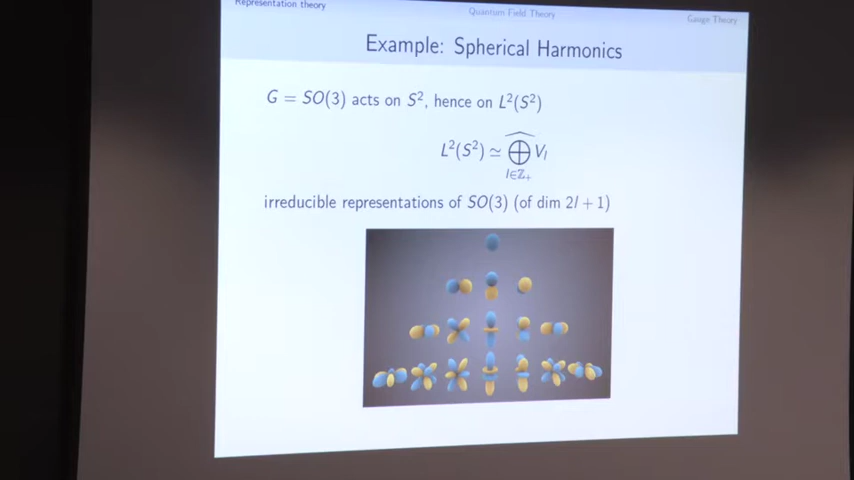 Representation theory
Quantum Field Theory
Gauge Theory
Example: Spherical Harmonics
G = SO(3) acts on S², hence on L²(S²)
L²(S²) ≃ ⨁̂ Vₗ
l∈ℤ₊
irreducible representations of SO(3) (of dim 2l + 1)